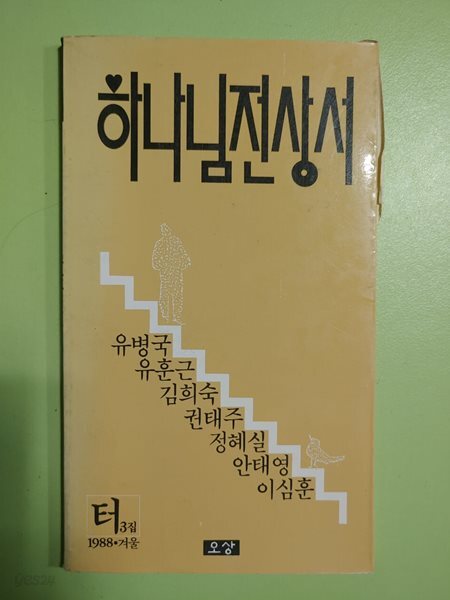 하나님전상서
유병국
유훈근
김희숙
권태주
정혜실
안태영
이심훈
터 3집
1988•겨울
오상
yes24